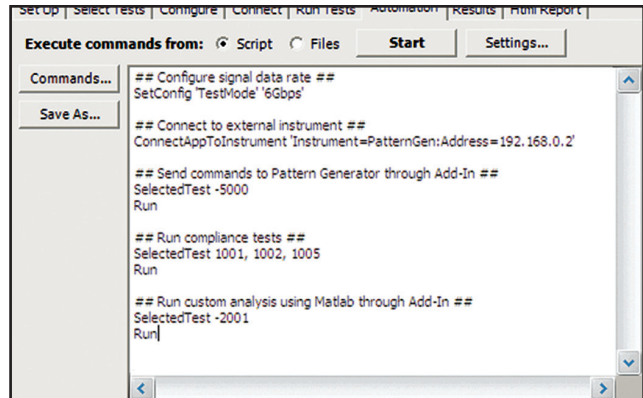 Set Up | Select Tests | Configure | Connect | Run Tests | Automation | Results | Html Report
Execute commands from: Script Files Start Settings...
Commands...
Save As...
## Configure signal data rate ##
SetConfig 'TestMode' '6Gbps'
## Connect to external instrument ##
ConnectAppToInstrument 'Instrument=PatternGen:Address=192.168.0.2'
## Send commands to Pattern Generator through Add-In ##
SelectedTest -5000
Run
## Run compliance tests ##
SelectedTest 1001, 1002, 1005
Run
## Run custom analysis using Matlab through Add-In ##
SelectedTest -2001
Run